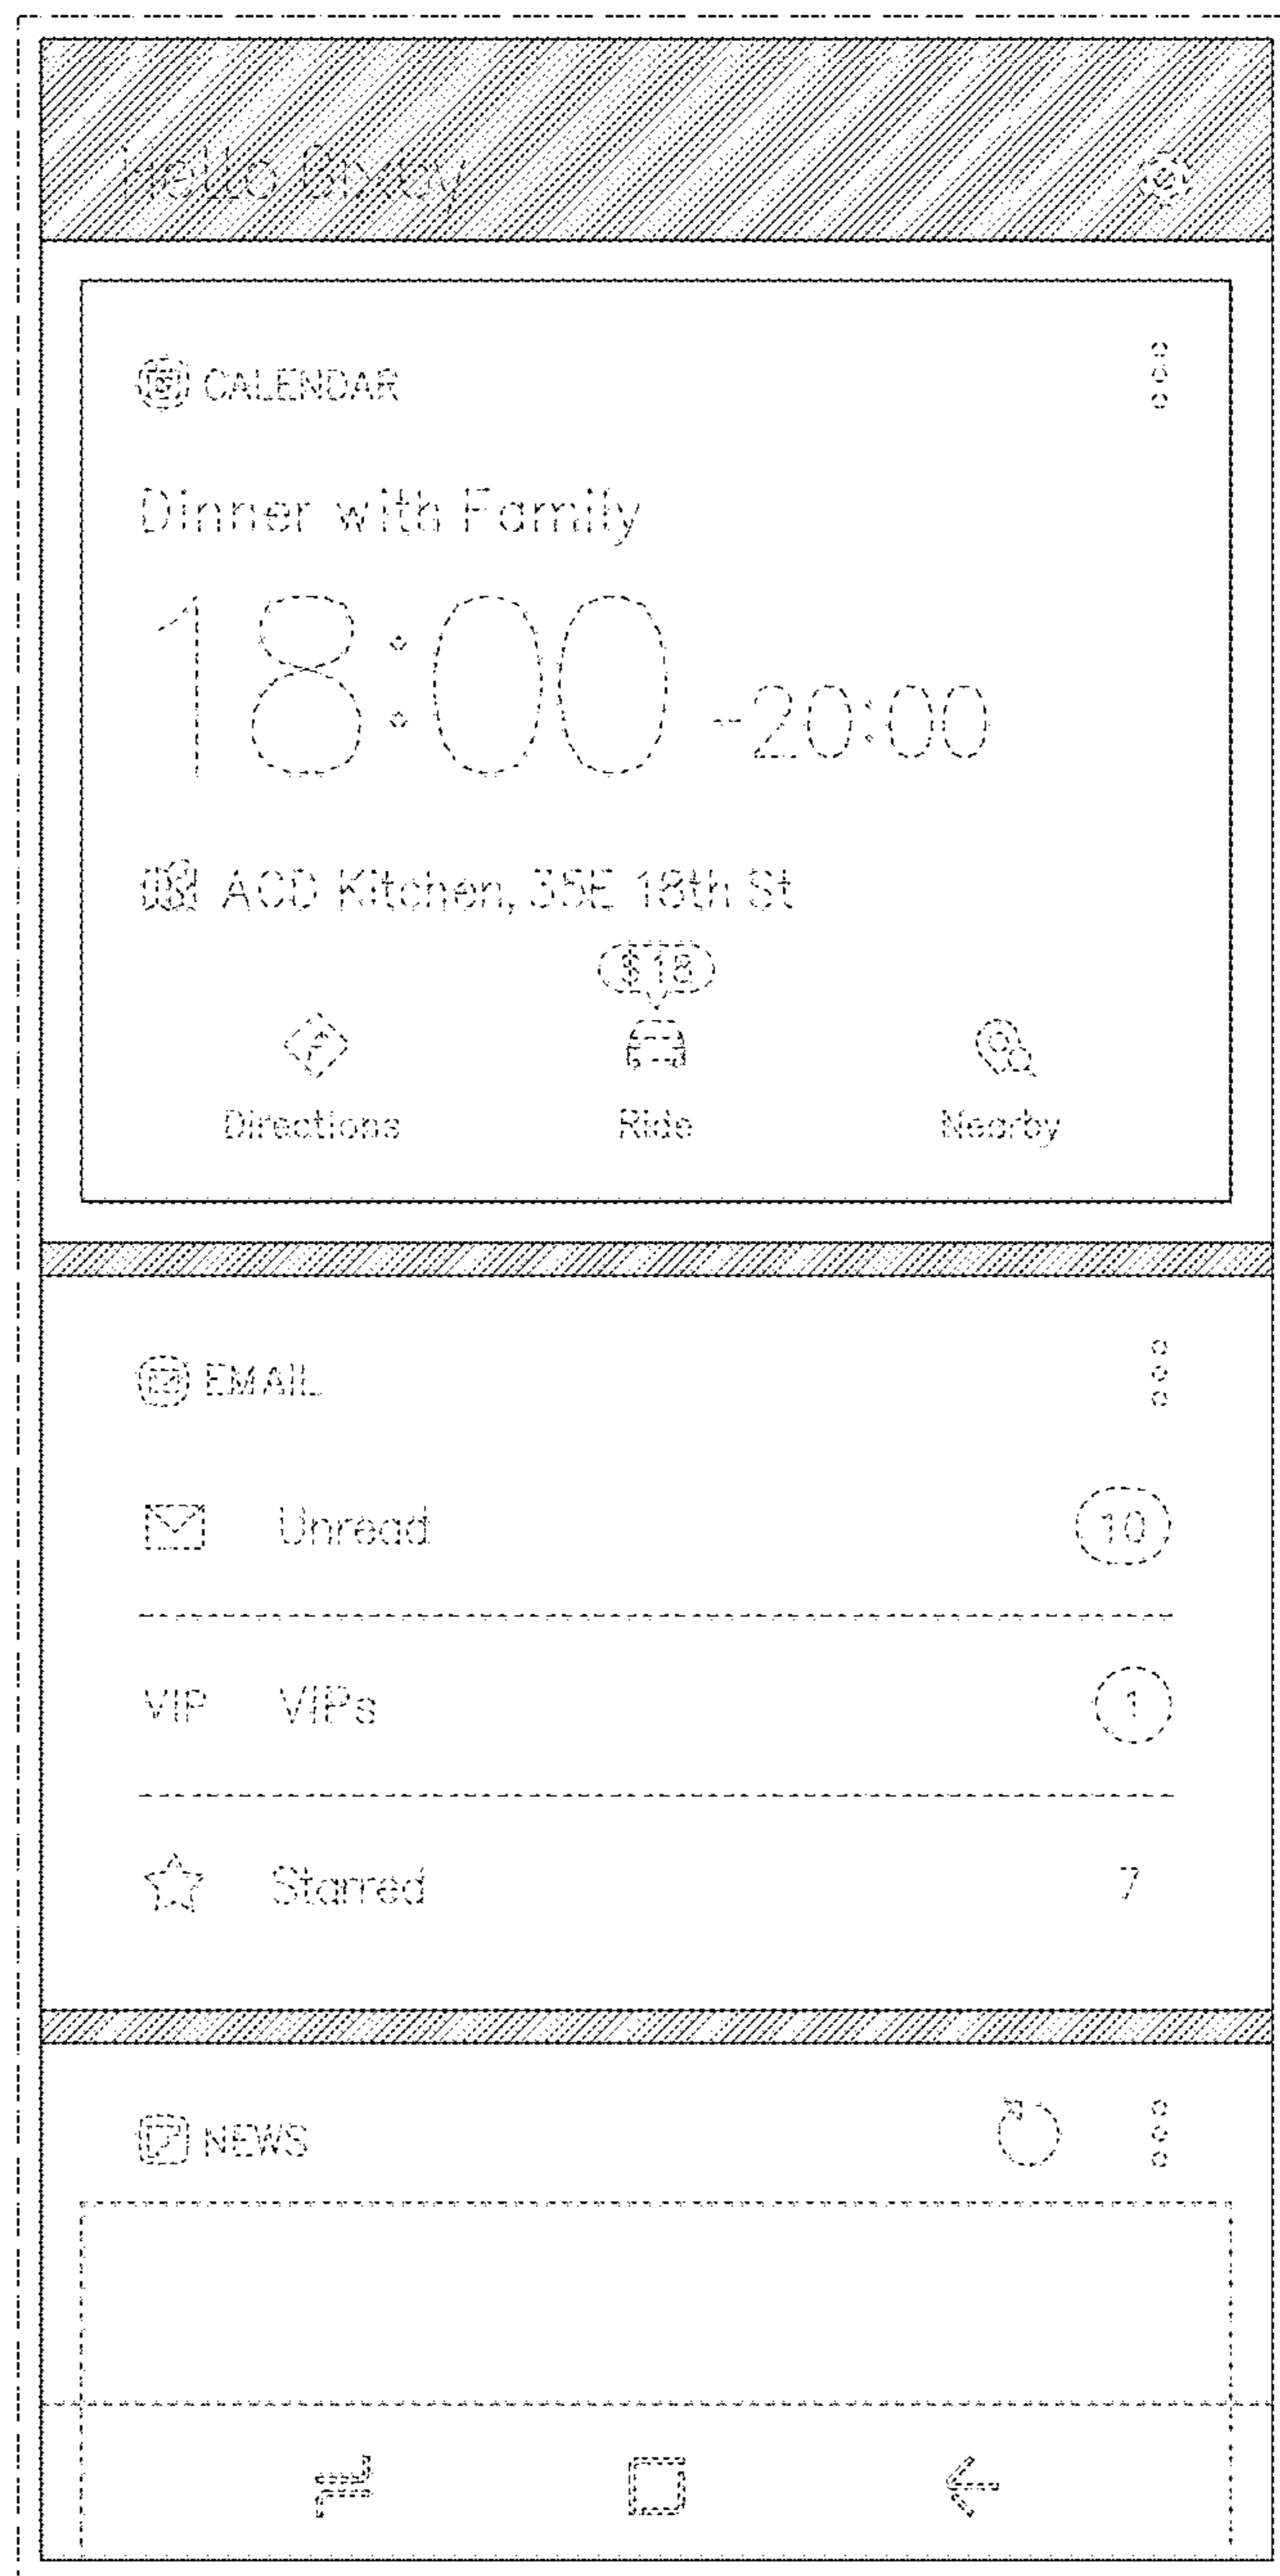 hello Bixby
CALENDAR
Dinner with Family
18:00 -20:00
ACD Kitchen, 35E 18th St
$18
Directions Ride Nearby
EMAIL
Unread 10
VIP VIPs 1
Starred 7
NEWS